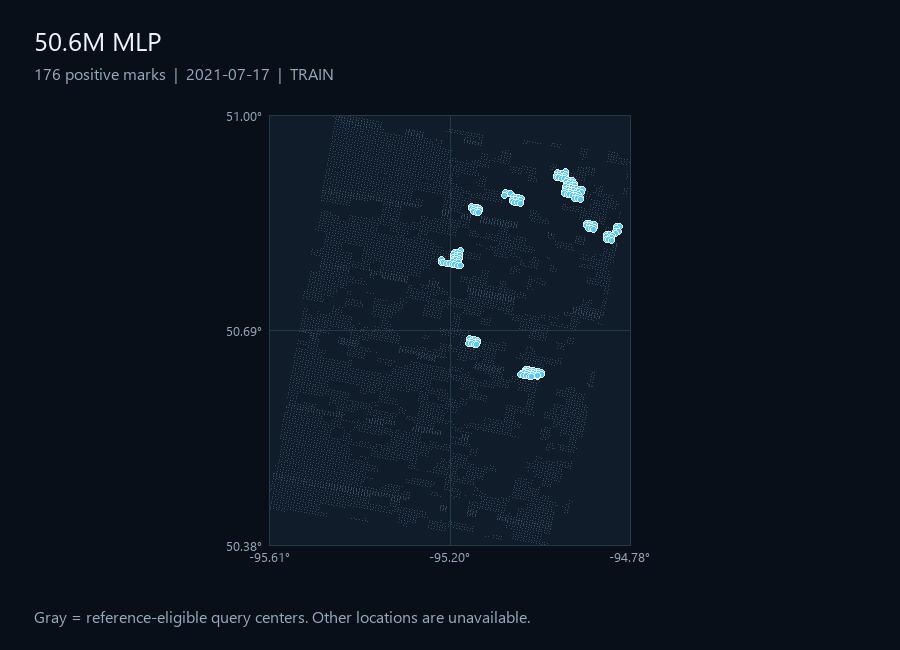 50.6M MLP
176 positive marks | 2021-07-17 | TRAIN
51.00°
50.69°
50.38°
-95.61° -95.20° -94.78°
Gray = reference-eligible query centers. Other locations are unavailable.